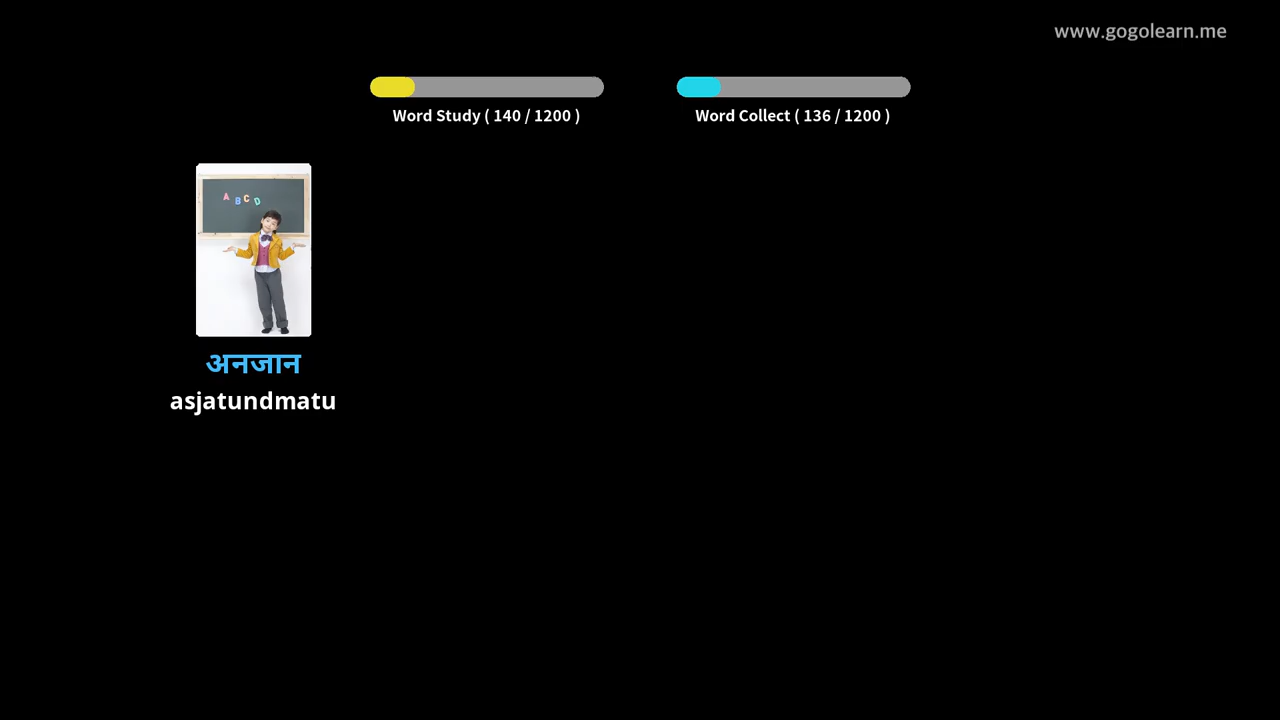 www.gogolearn.me
Word Study ( 140 / 1200 )
Word Collect ( 136 / 1200 )
A B C D
अनजान
asjatundmatu